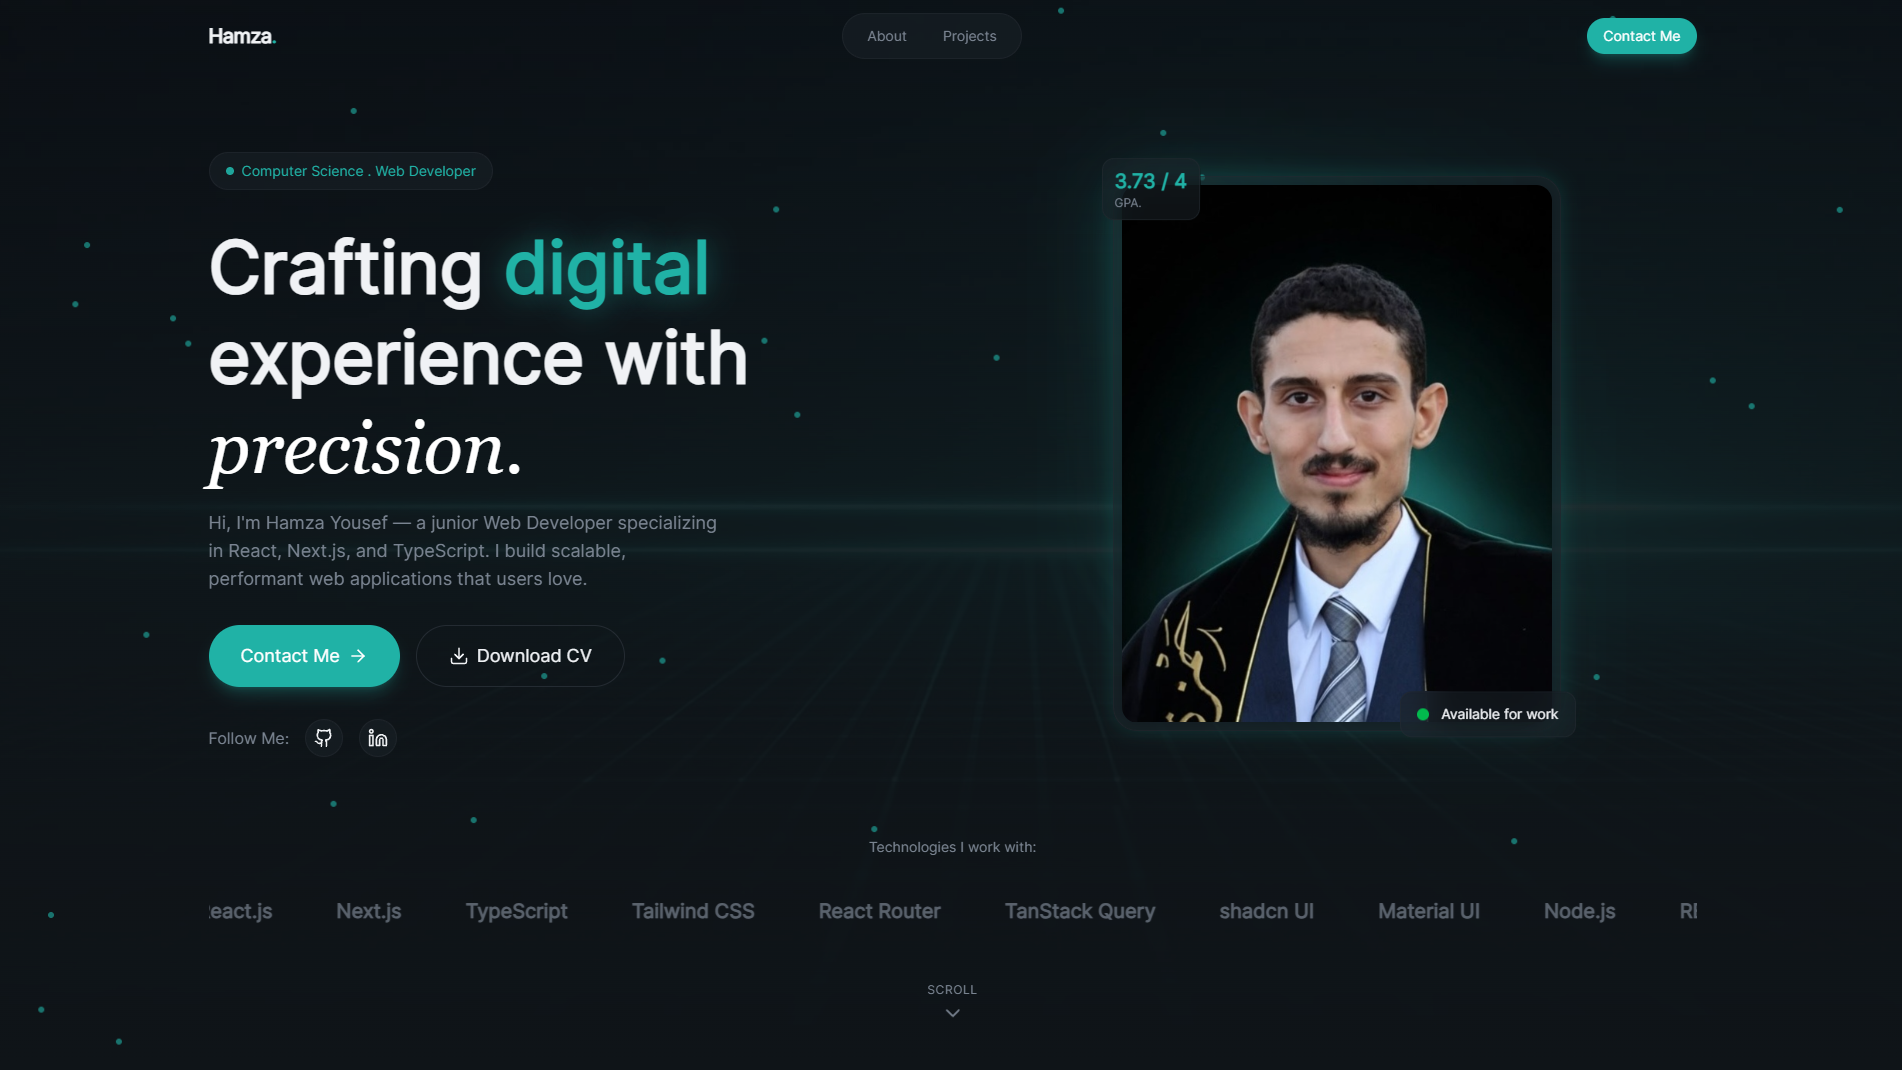 Hamza.
About
Projects
Contact Me
Computer Science . Web Developer
Crafting digital
experience with
precision.
Hi, I'm Hamza Yousef — a junior Web Developer specializing
in React, Next.js, and TypeScript. I build scalable,
performant web applications that users love.
Contact Me
Download CV
Follow Me:
3.73 / 4
GPA.
Available for work
Technologies I work with:
eact.js Next.js TypeScript Tailwind CSS React Router TanStack Query shadcn UI Material UI Node.js
SCROLL